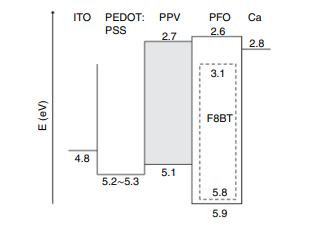 ITO PEDOT: PPV PFO Ca
PSS
2.7 2.6 2.8
3.1
E (eV)
F8BT
4.8
5.2~5.3
5.1
5.8
5.9